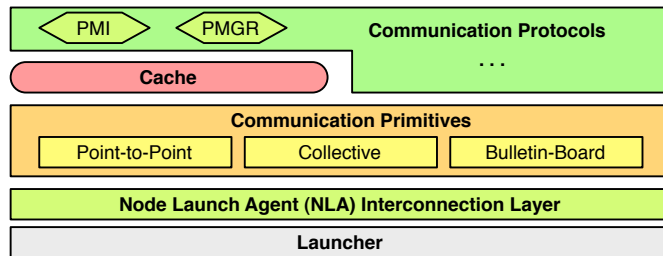 PMI
PMGR
Communication Protocols
. . .
Cache
Communication Primitives
Point-to-Point
Collective
Bulletin-Board
Node Launch Agent (NLA) Interconnection Layer
Launcher